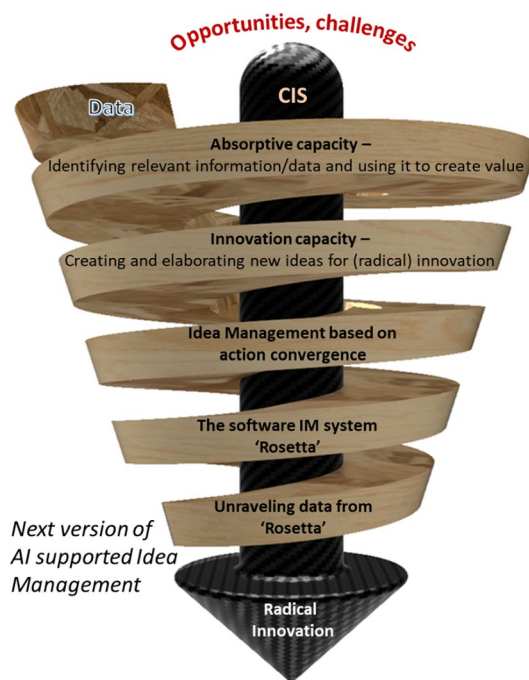 Opportunities, challenges
CIS
Data
Absorptive capacity –
Identifying relevant information/data and using it to create value
Innovation capacity –
Creating and elaborating new ideas for (radical) innovation
Idea Management based on
action convergence
The software IM system
‘Rosetta’
Unraveling data from
‘Rosetta’
Next version of
AI supported Idea
Management
Radical
Innovation